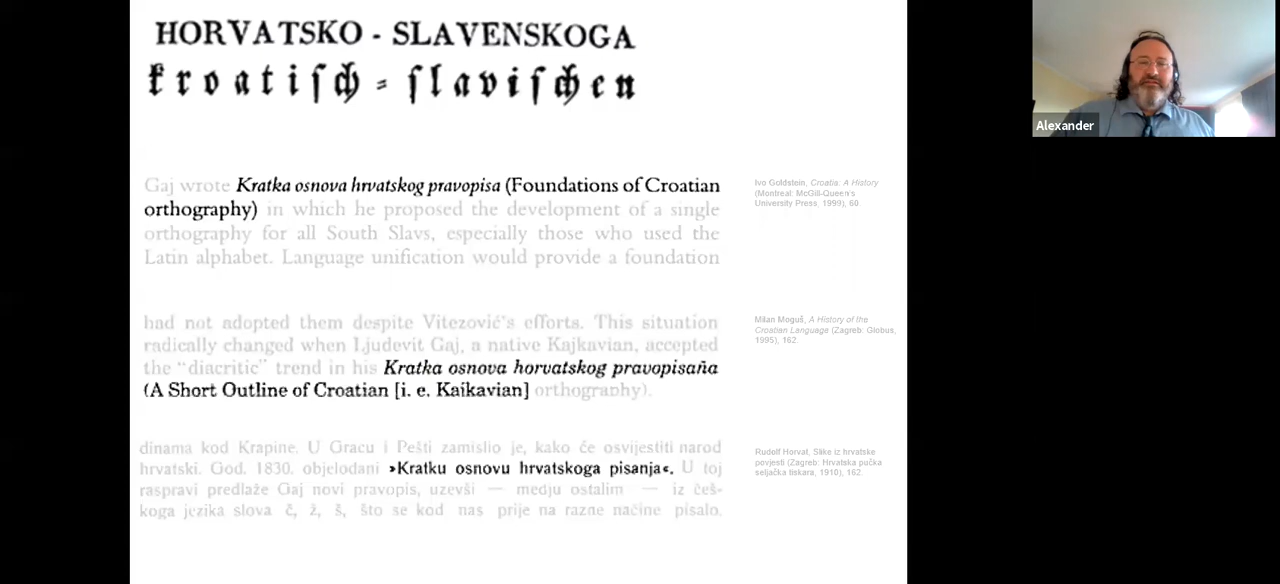 HORVATSKO - SLAVENSKOGA
kroatiſch - ſlaviſchen
Gaj wrote Kratka osnova hrvatskog pravopisa (Foundations of Croatian
orthography) in which he proposed the development of a single
orthography for all South Slavs, especially those who used the
Latin alphabet. Language unification would provide a foundation
Ivo Goldstein, Croatia: A History
(Montreal: McGill-Queen's
University Press, 1999), 60.
had not adopted them despite Vitezović's efforts. This situation
radically changed when Ljudevit Gaj, a native Kajkavian, accepted
the "diacritic" trend in his Kratka osnova horvatskog pravopisaňa
(A Short Outline of Croatian [i. e. Kaikavian] orthography).
Milan Moguš, A History of the
Croatian Language (Zagreb: Globus,
1995), 162.
dinama kod Krapine. U Gracu i Pešti zamislio je, kako će osvijestiti narod
hrvatski. God. 1830. objelodani »Kratku osnovu hrvatskoga pisanja«. U toj
raspravi predlaže Gaj novi pravopis, uzevši — medju ostalim — iz češ-
koga jezika slova č, ž, š, što se kod nas prije na razne načine pisalo.
Rudolf Horvat, Slike iz hrvatske
povjesti (Zagreb: Hrvatska pučka
seljačka tiskara, 1910), 162.
Alexander